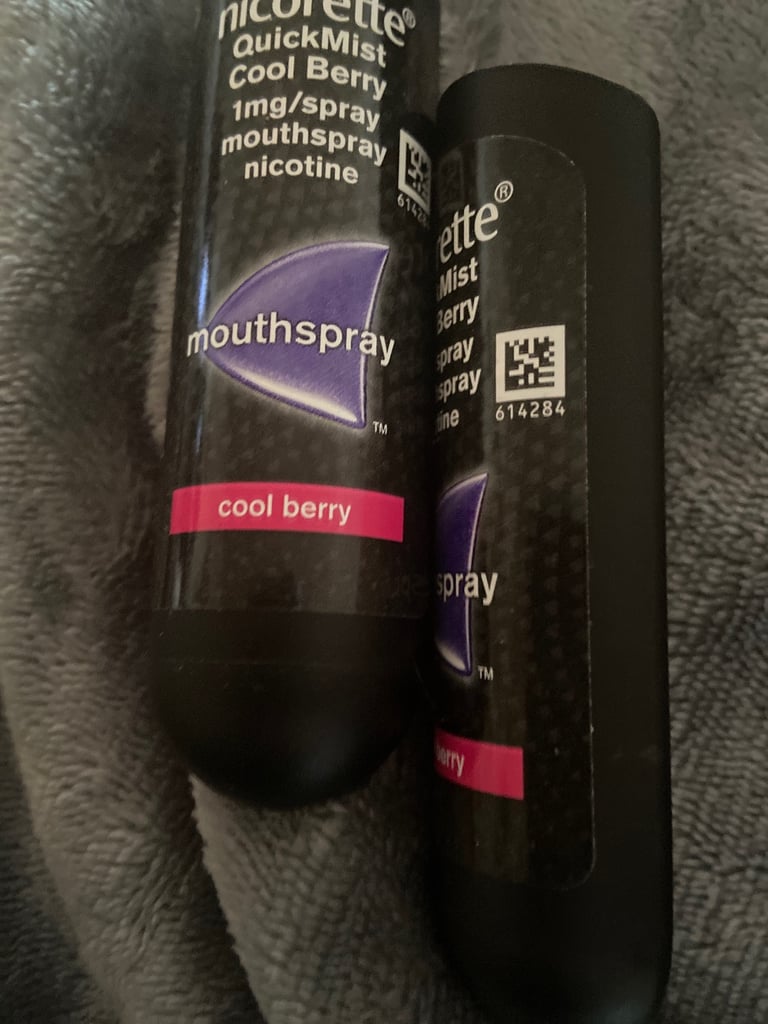 nicorette®
QuickMist
Cool Berry
1mg/spray
mouthspray
nicotine
6142
mouthspray
TM
cool berry
ette®
Mist
Berry
spray
spray
tine
614284
spray
TM
berry